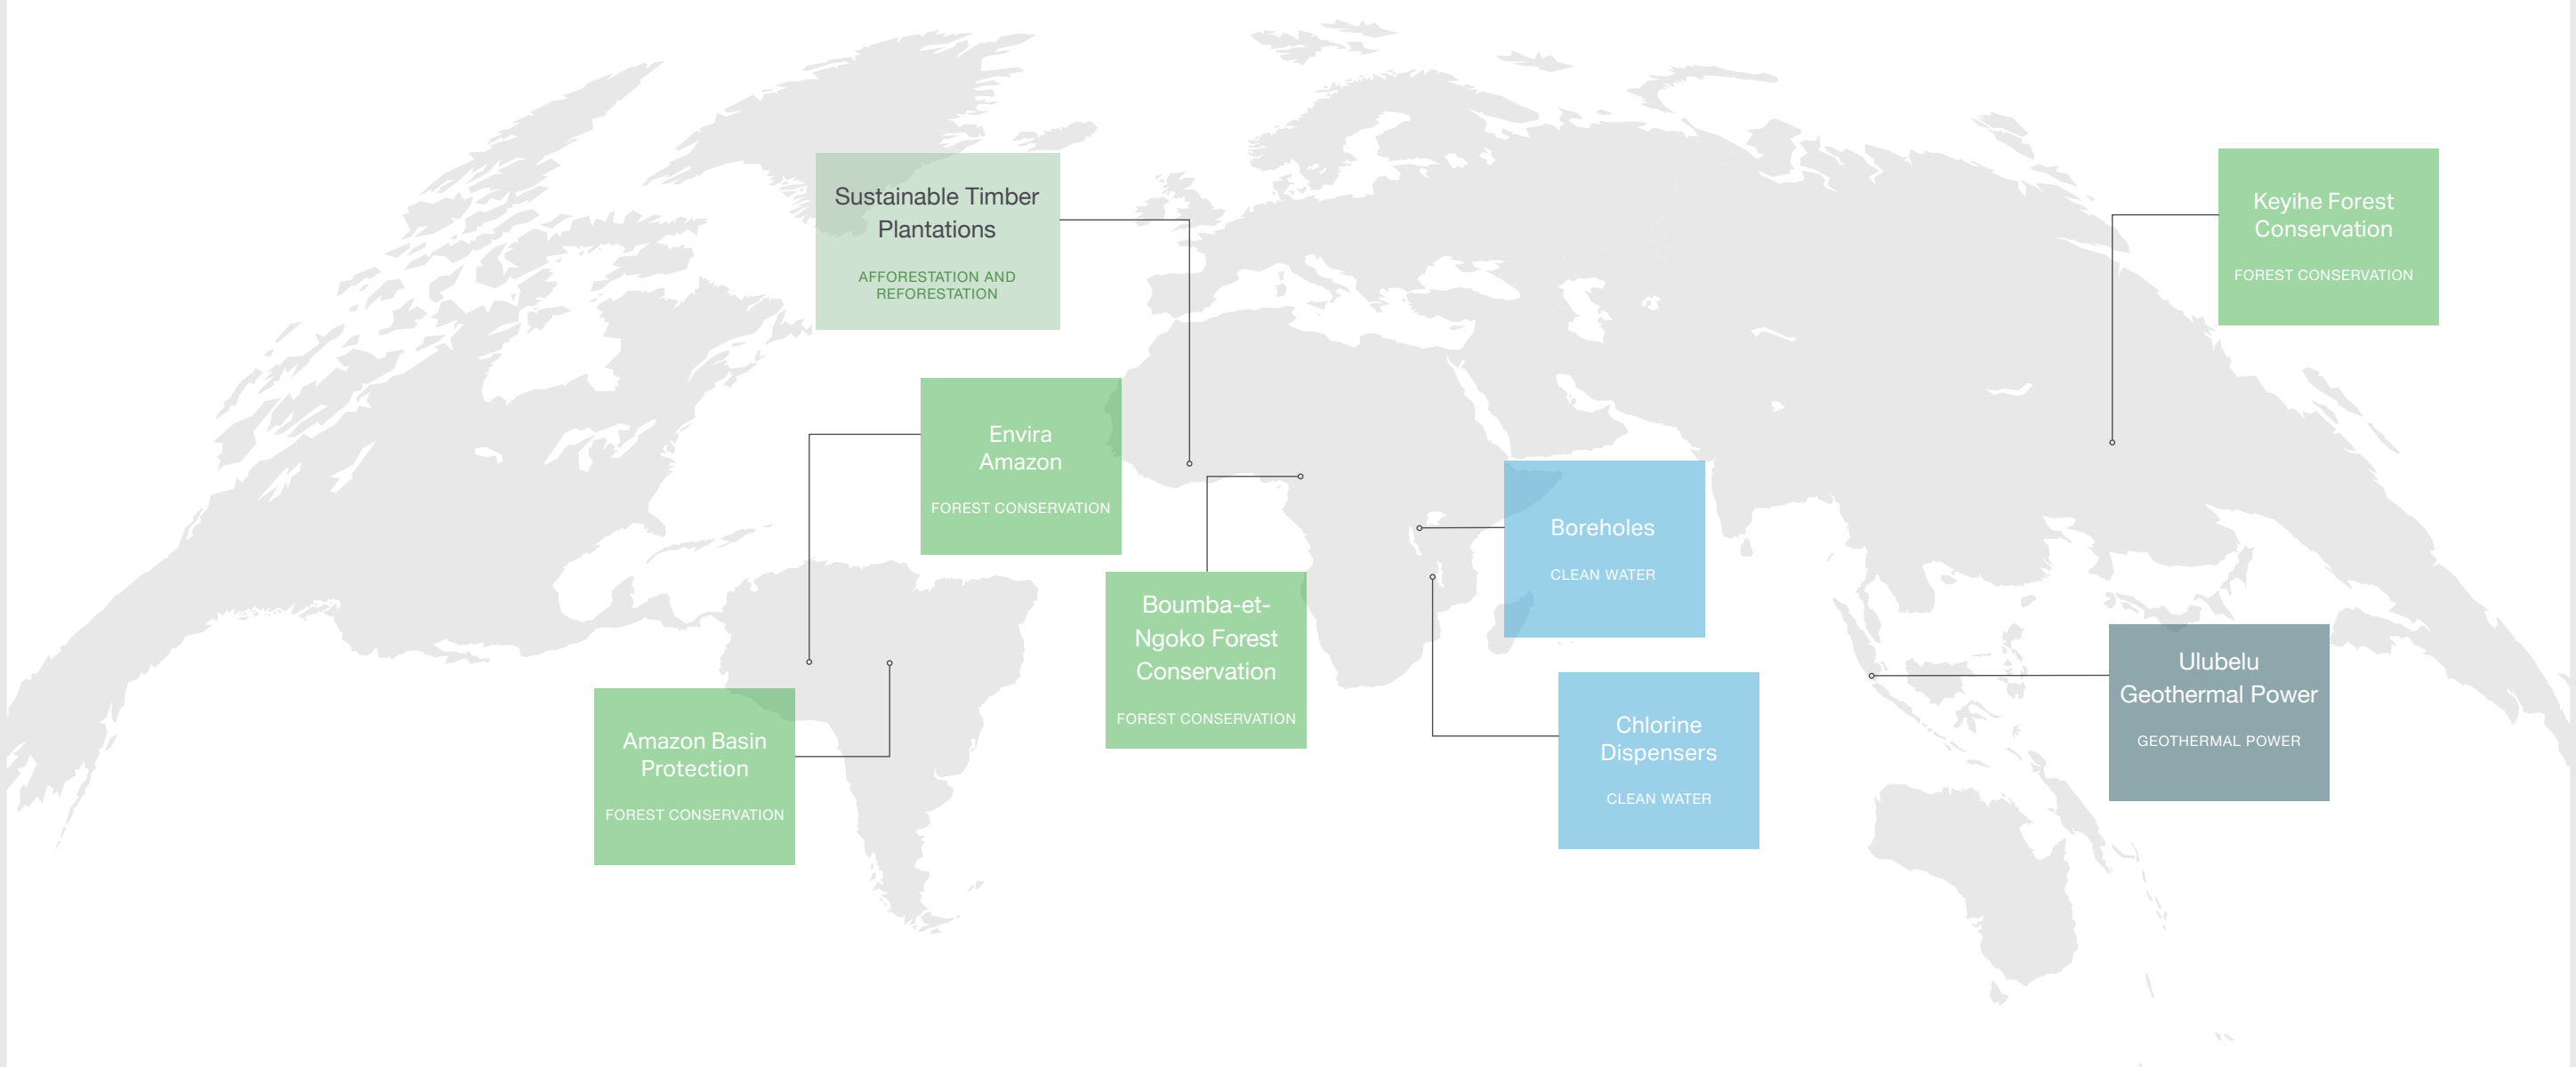 Sustainable Timber
Plantations
AFFORESTATION AND
REFORESTATION
Keyihe Forest
Conservation
FOREST CONSERVATION
Envira
Amazon
FOREST CONSERVATION
Boreholes
CLEAN WATER
Boumba-et-
Ngoko Forest
Conservation
FOREST CONSERVATION
Ulubelu
Geothermal Power
GEOTHERMAL POWER
Amazon Basin
Protection
FOREST CONSERVATION
Chlorine
Dispensers
CLEAN WATER